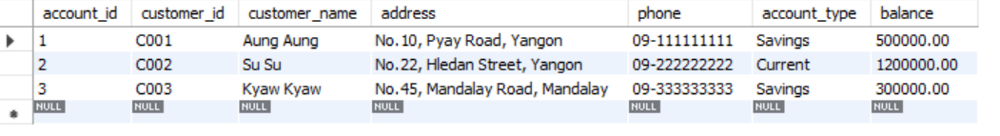 account_id customer_id customer_name address phone account_type balance
1 C001 Aung Aung No.10, Pyay Road, Yangon 09-111111111 Savings 500000.00
2 C002 Su Su No.22, Hledan Street, Yangon 09-222222222 Current 1200000.00
3 C003 Kyaw Kyaw No.45, Mandalay Road, Mandalay 09-333333333 Savings 300000.00
NULL NULL NULL NULL NULL NULL NULL